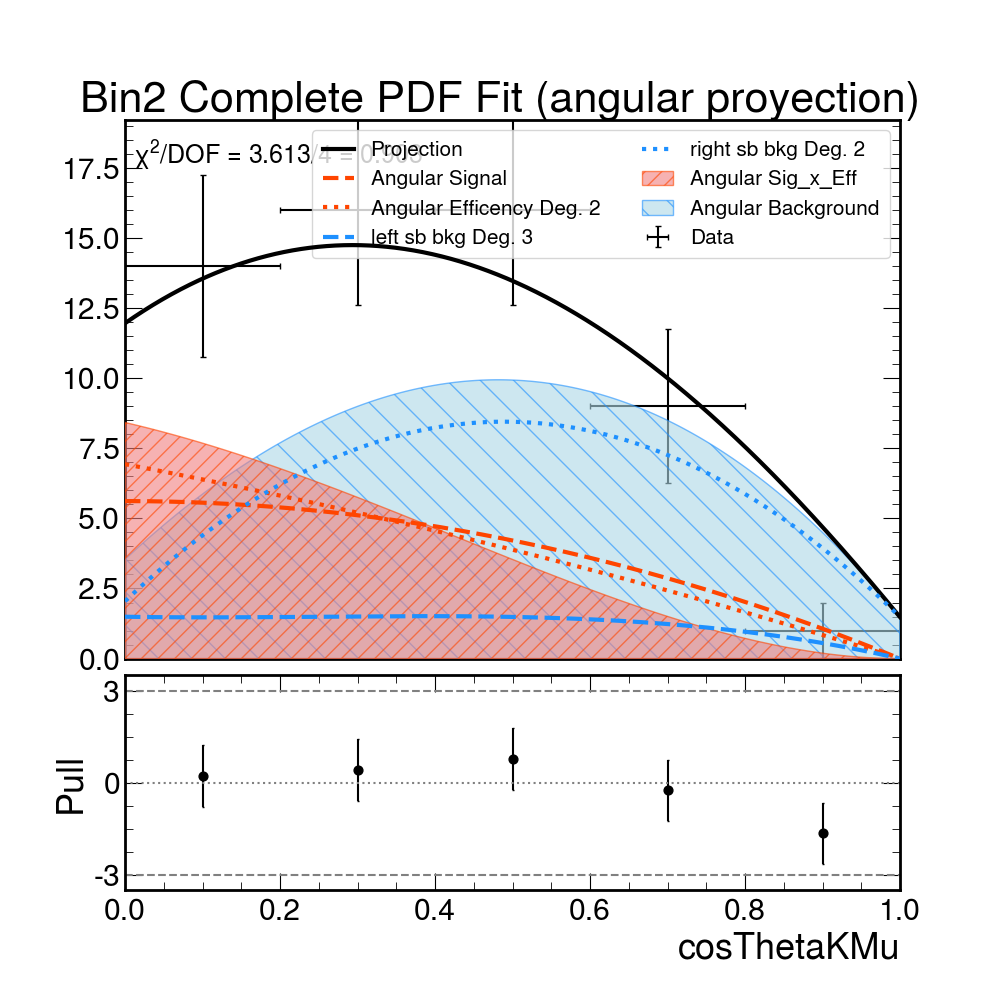 Bin2 Complete PDF Fit (angular proyection)
χ²/DOF = 3.613/4 = 0.903
Projection
Angular Signal
Angular Efficency Deg. 2
left sb bkg Deg. 3
right sb bkg Deg. 2
Angular Sig_x_Eff
Angular Background
Data
17.5
15.0
12.5
10.0
7.5
5.0
2.5
0.0
3
0
-3
Pull
0.0 0.2 0.4 0.6 0.8 1.0
cosThetaKMu